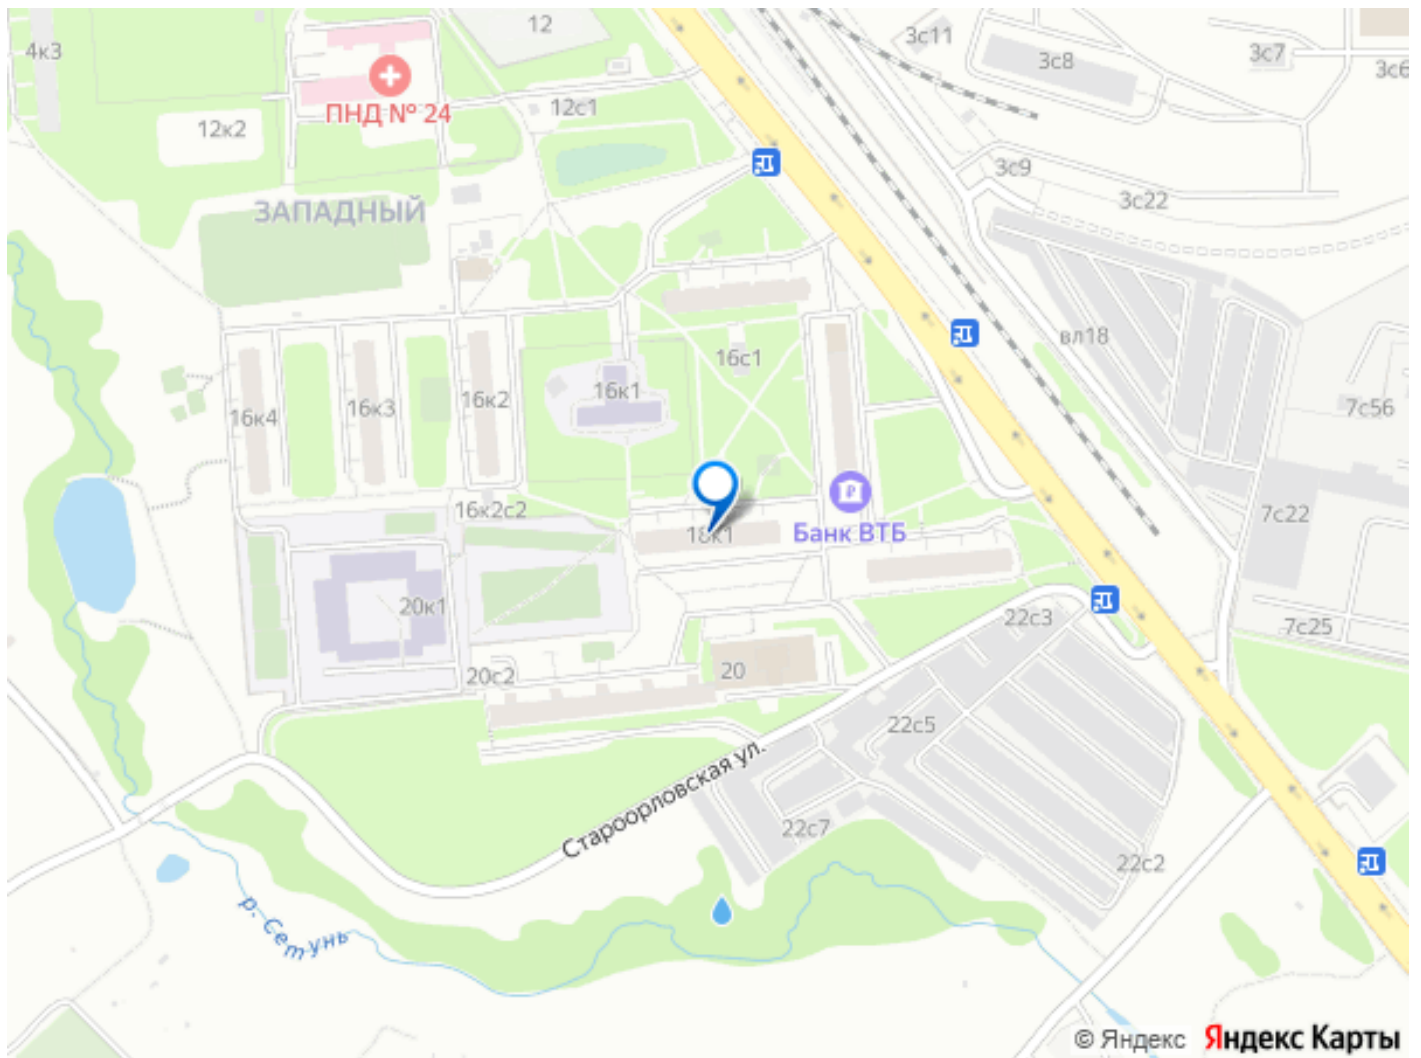 4к3
12
3с11
3с8
3с7
3с6
ПНД № 24
12с1
12к2
3с9
3с22
ЗАПАДНЫЙ
вл18
16с1
16к1
16к4
16к3
16к2
7с56
16к2с2
18к1
Банк ВТБ
7с22
20к1
22с3
7с25
20с2
20
22с5
Староорловская ул.
22с7
22с2
р. Сетунь
© Яндекс Яндекс Карты